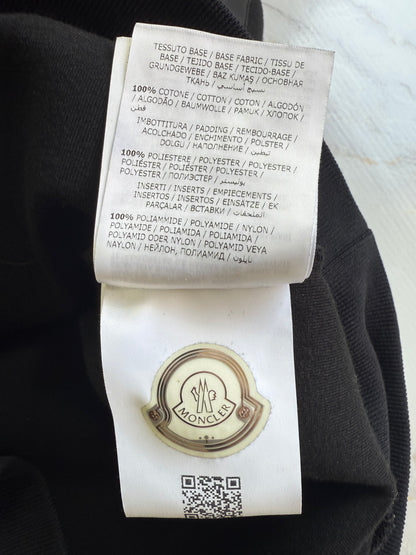 TESSUTO BASE / BASE FABRIC / TISSU DE
BASE / TEJIDO BASE / TECIDO-BASE /
GRUNDGEWEBE / BAZ KUMAŞ / ОСНОВНАЯ
ТКАНЬ / نسيج أساسي /
100% COTONE / COTTON / COTON / ALGODÓN
/ ALGODÃO / BAUMWOLLE / PAMUK / ХЛОПОК /
قطن
IMBOTTITURA / PADDING / REMBOURRAGE /
ACOLCHADO / ENCHIMENTO / POLSTER /
DOLGU / НАПОЛНЕНИЕ / تبطين
100% POLIESTERE / POLYESTER / POLYESTER /
POLIÉSTER / POLIÉSTER / POLYESTER /
POLYESTER / ПОЛИЭСТЕР / بوليستر
INSERTI / INSERTS / EMPIECEMENTS /
INSERTOS / INSERTOS / EINSÄTZE / EK
PARÇALAR / ВСТАВКИ / الملحقات
100% POLIAMMIDE / POLYAMIDE / NYLON /
POLYAMIDE / POLIAMIDA / POLIAMIDA /
POLYAMID ODER NYLON / POLYAMID VEYA
NAYLON / НЕЙЛОН, ПОЛИАМИД / نايلون
MONCLER